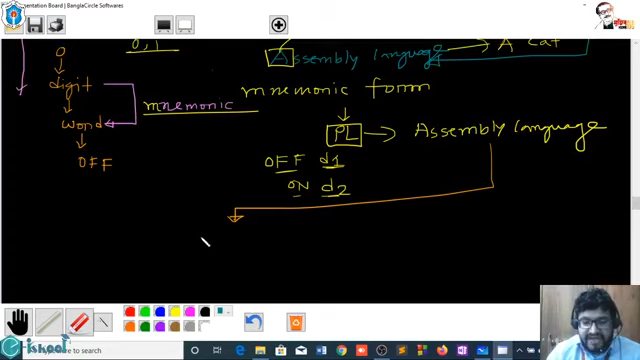 Presentation Board | BanglaCircle Softwares
0, 1
Assembly language → A Cat
0
digit
word
OFF
mnemonic
mnemonic form
PL → Assembly language
OFF d1
ON d2
e-iskool
here to search